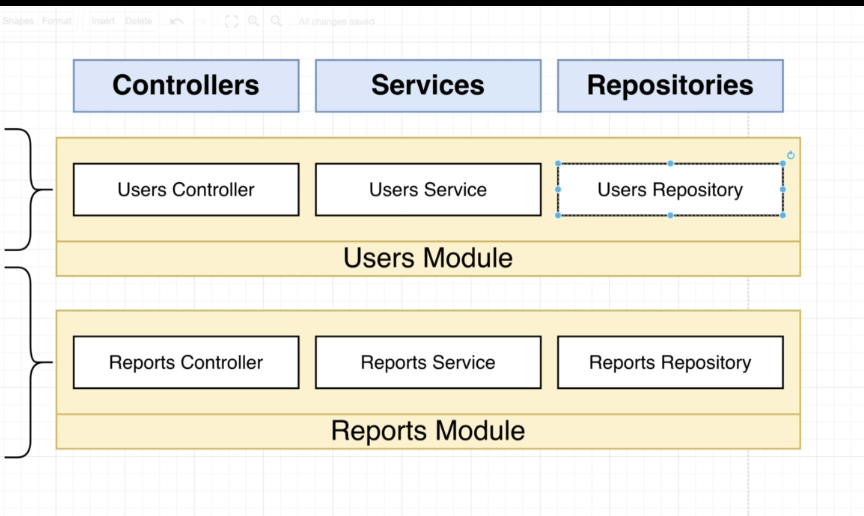 Shapes Format Insert Delete All changes saved
Controllers Services Repositories
Users Controller Users Service Users Repository
Users Module
Reports Controller Reports Service Reports Repository
Reports Module